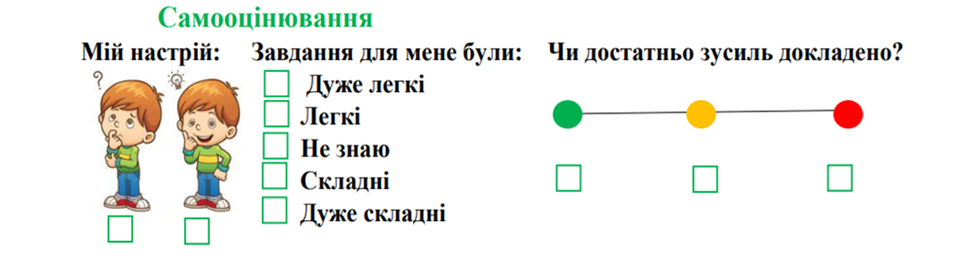 Самооцінювання
Мій настрій:
Завдання для мене були:
Чи достатньо зусиль докладено?
?
Дуже легкі
Легкі
Не знаю
Складні
Дуже складні